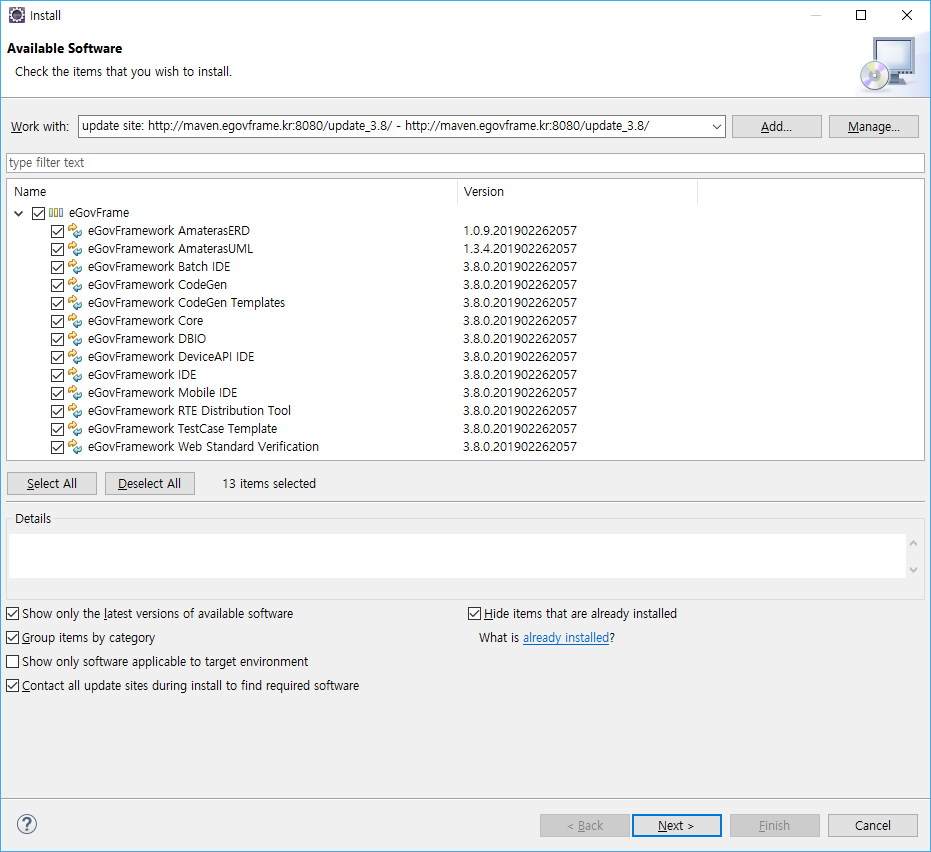 Install
Available Software
Check the items that you wish to install.
Work with: update site: http://maven.egovframe.kr:8080/update_3.8/ - http://maven.egovframe.kr:8080/update_3.8/ Add... Manage...
type filter text
Name Version
eGovFrame
eGovFramework AmaterasERD 1.0.9.201902262057
eGovFramework AmaterasUML 1.3.4.201902262057
eGovFramework Batch IDE 3.8.0.201902262057
eGovFramework CodeGen 3.8.0.201902262057
eGovFramework CodeGen Templates 3.8.0.201902262057
eGovFramework Core 3.8.0.201902262057
eGovFramework DBIO 3.8.0.201902262057
eGovFramework DeviceAPI IDE 3.8.0.201902262057
eGovFramework IDE 3.8.0.201902262057
eGovFramework Mobile IDE 3.8.0.201902262057
eGovFramework RTE Distribution Tool 3.8.0.201902262057
eGovFramework TestCase Template 3.8.0.201902262057
eGovFramework Web Standard Verification 3.8.0.201902262057
Select All Deselect All 13 items selected
Details
Show only the latest versions of available software Hide items that are already installed
Group items by category What is already installed?
Show only software applicable to target environment
Contact all update sites during install to find required software
? < Back Next > Finish Cancel